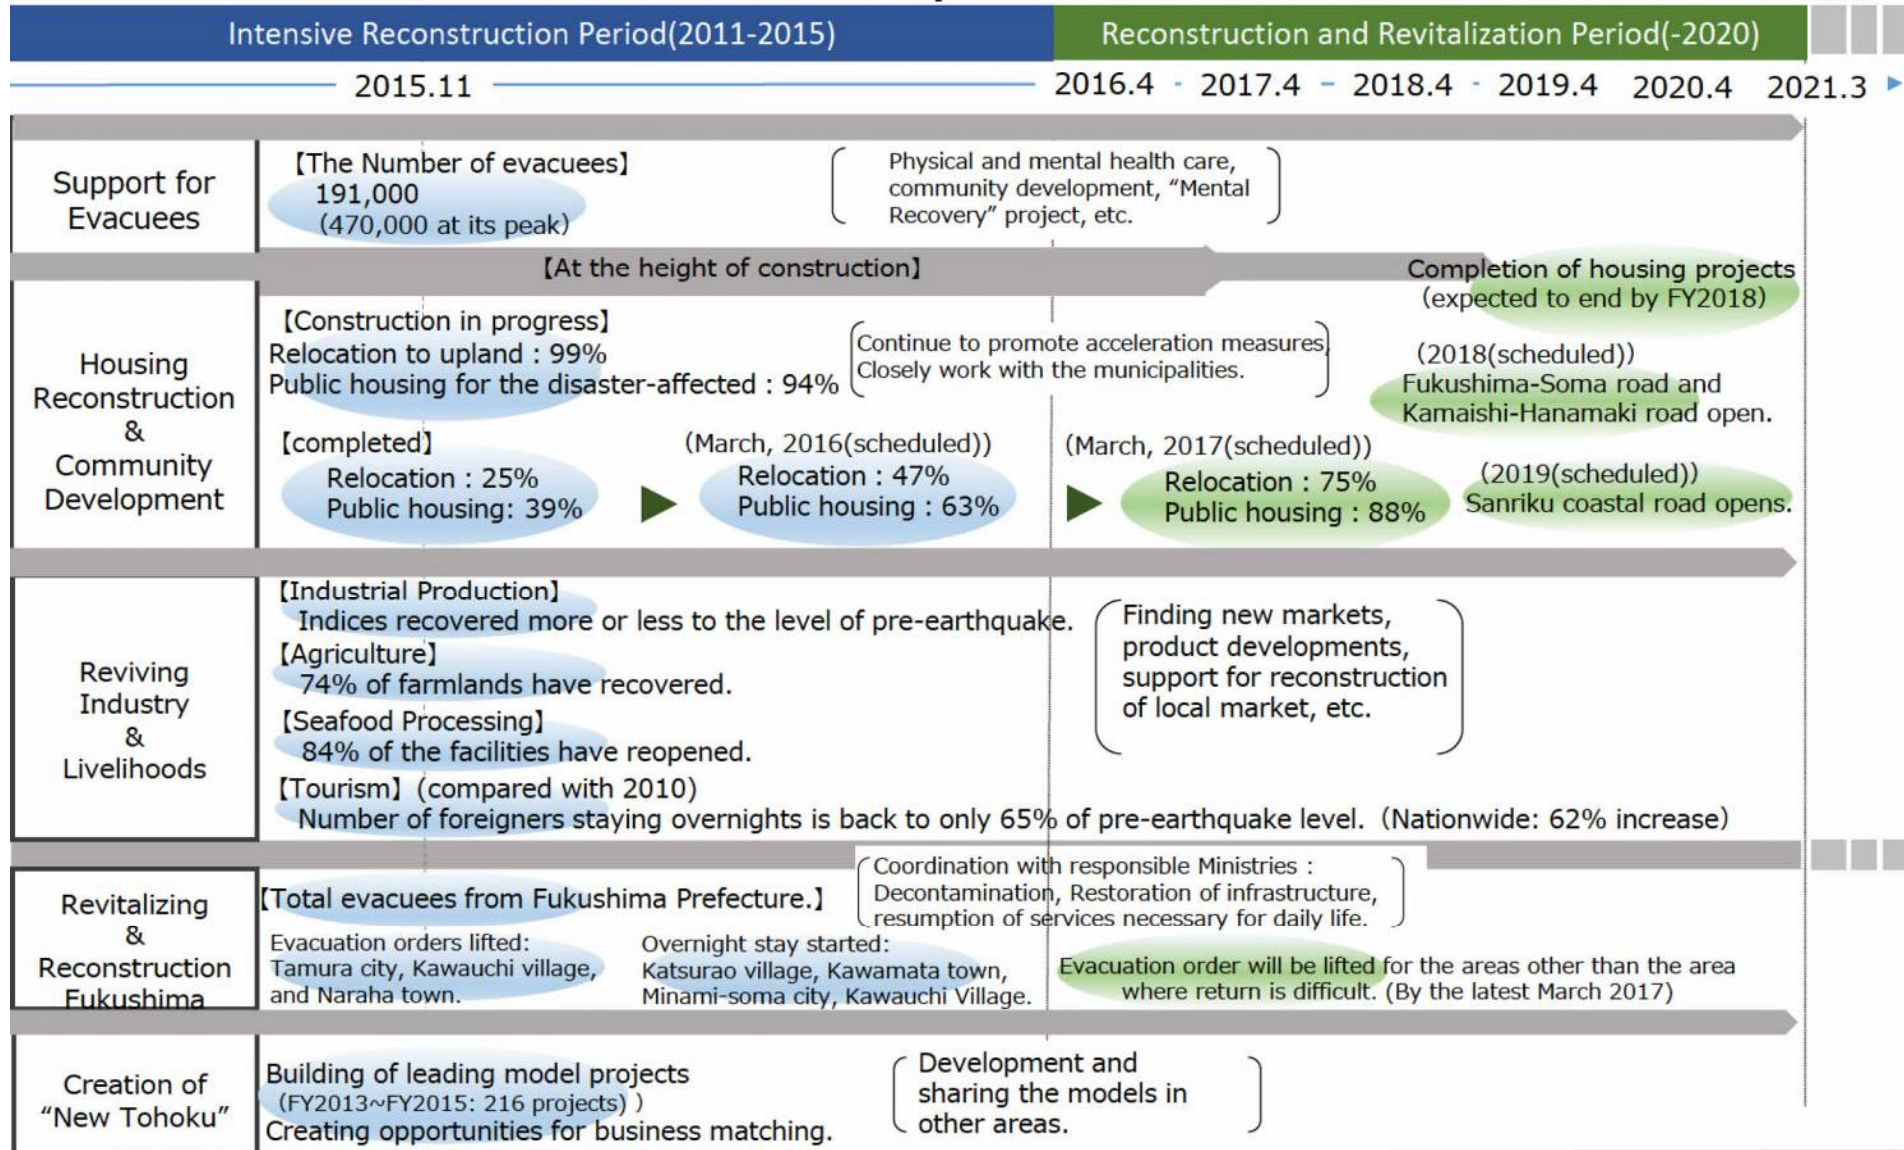 Intensive Reconstruction Period(2011-2015)
Reconstruction and Revitalization Period(-2020)
2015.11
2016.4 - 2017.4 - 2018.4 - 2019.4 2020.4 2021.3
Support for
Evacuees
【The Number of evacuees】
191,000
(470,000 at its peak)
Physical and mental health care,
community development, “Mental
Recovery” project, etc.
【At the height of construction】
Completion of housing projects
(expected to end by FY2018)
Housing
Reconstruction
&
Community
Development
【Construction in progress】
Relocation to upland : 99%
Public housing for the disaster-affected : 94%
Continue to promote acceleration measures,
Closely work with the municipalities.
(2018(scheduled))
Fukushima-Soma road and
Kamaishi-Hanamaki road open.
【completed】
Relocation : 25%
Public housing: 39%
(March, 2016(scheduled))
Relocation : 47%
Public housing : 63%
(March, 2017(scheduled))
Relocation : 75%
Public housing : 88%
(2019(scheduled))
Sanriku coastal road opens.
Reviving
Industry
&
Livelihoods
【Industrial Production】
Indices recovered more or less to the level of pre-earthquake.
【Agriculture】
74% of farmlands have recovered.
【Seafood Processing】
84% of the facilities have reopened.
【Tourism】(compared with 2010)
Number of foreigners staying overnights is back to only 65% of pre-earthquake level. (Nationwide: 62% increase)
Finding new markets,
product developments,
support for reconstruction
of local market, etc.
Revitalizing
&
Reconstruction
Fukushima
【Total evacuees from Fukushima Prefecture.】
Coordination with responsible Ministries :
Decontamination, Restoration of infrastructure,
resumption of services necessary for daily life.
Evacuation orders lifted:
Tamura city, Kawauchi village,
and Naraha town.
Overnight stay started:
Katsurao village, Kawamata town,
Minami-soma city, Kawauchi Village.
Evacuation order will be lifted for the areas other than the area
where return is difficult. (By the latest March 2017)
Creation of
“New Tohoku”
Building of leading model projects
(FY2013~FY2015: 216 projects) )
Creating opportunities for business matching.
Development and
sharing the models in
other areas.